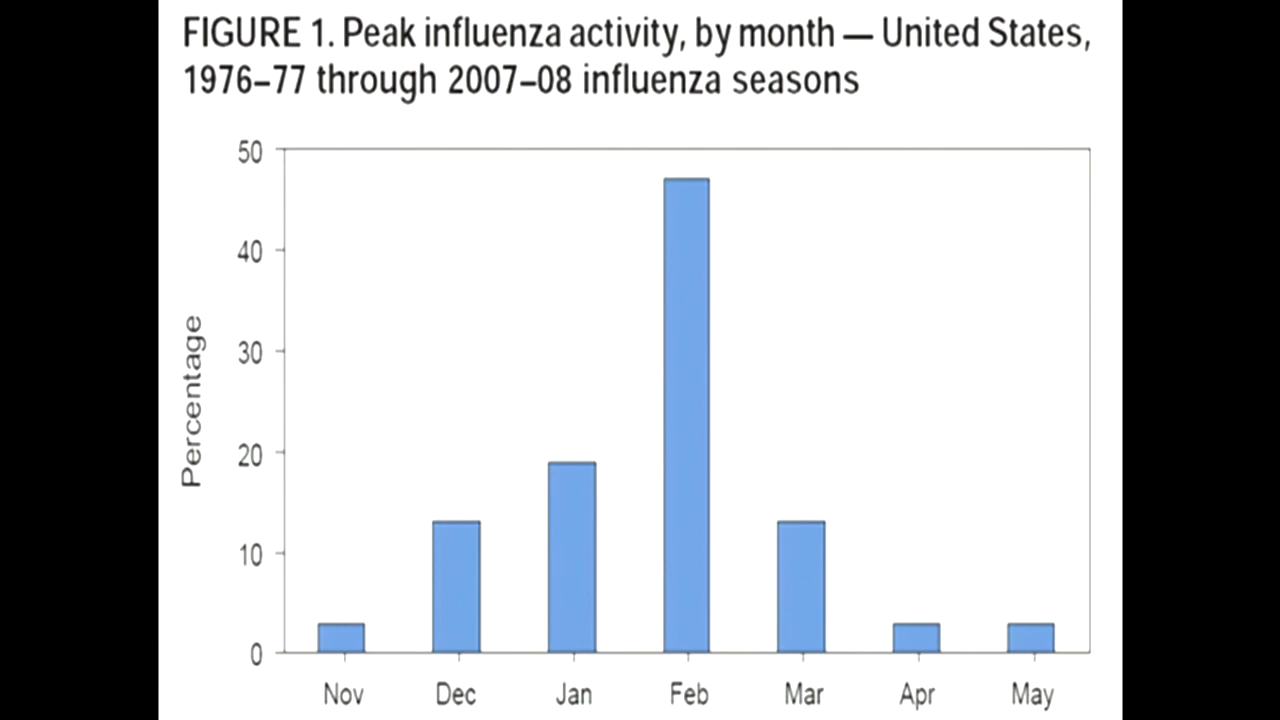 FIGURE 1. Peak influenza activity, by month — United States,
1976–77 through 2007–08 influenza seasons
50
40
30
20
10
0
Percentage
Nov Dec Jan Feb Mar Apr May